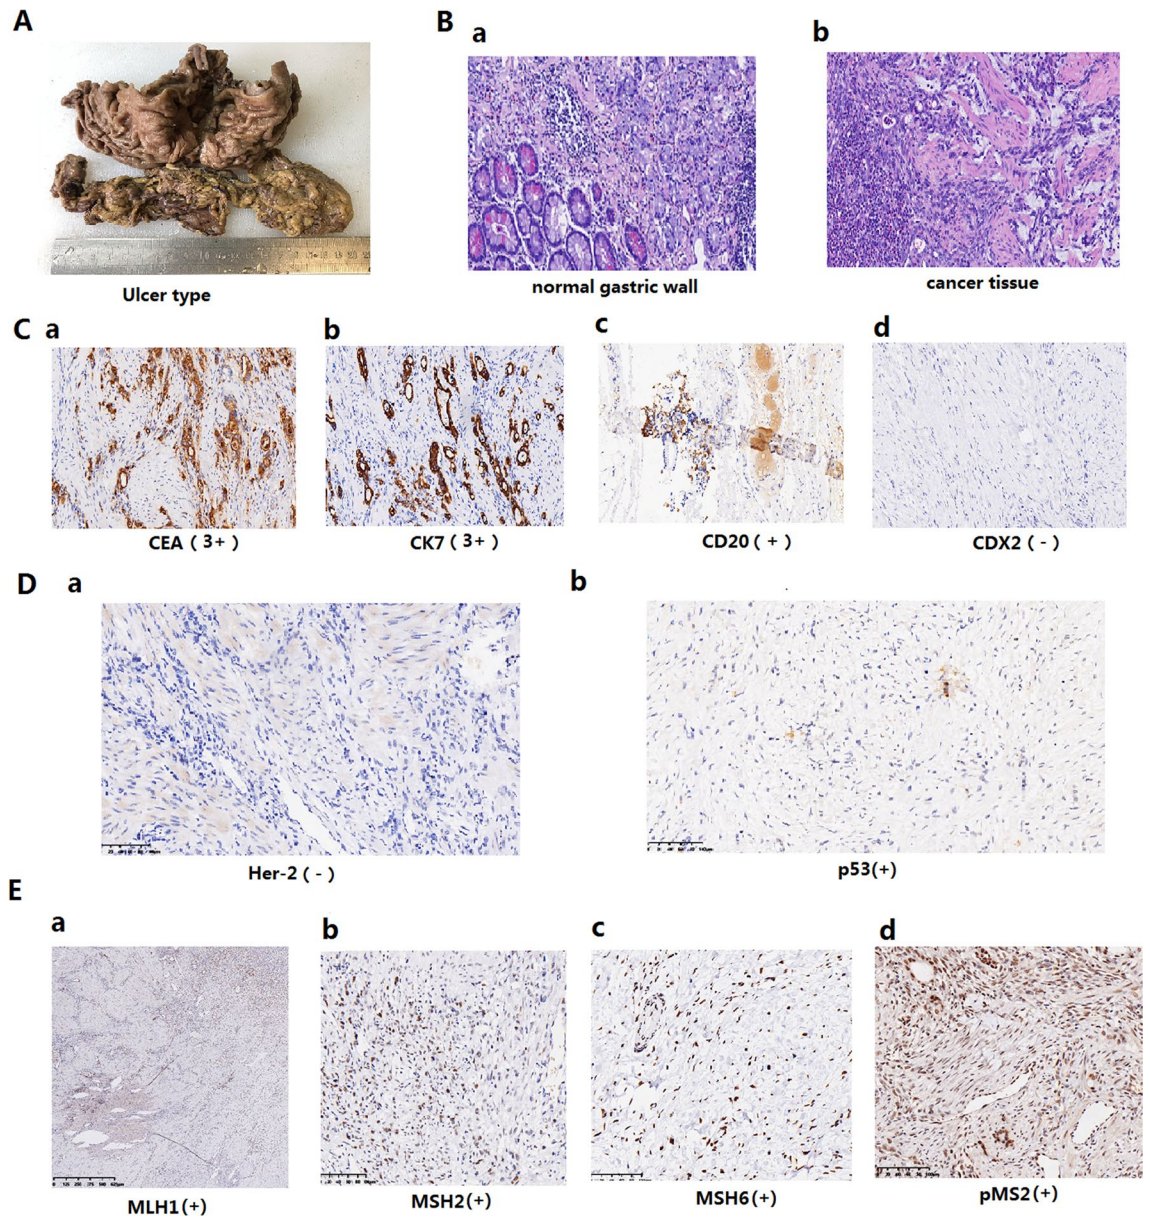 A
B
a
b
Ulcer type
normal gastric wall
cancer tissue
C a
b
c
d
CEA ( 3+ )
CK7 ( 3+ )
CD20 ( + )
CDX2 ( - )
D
a
b
Her-2 ( - )
p53(+)
E
a
b
c
d
MLH1(+)
MSH2(+)
MSH6(+)
pMS2(+)